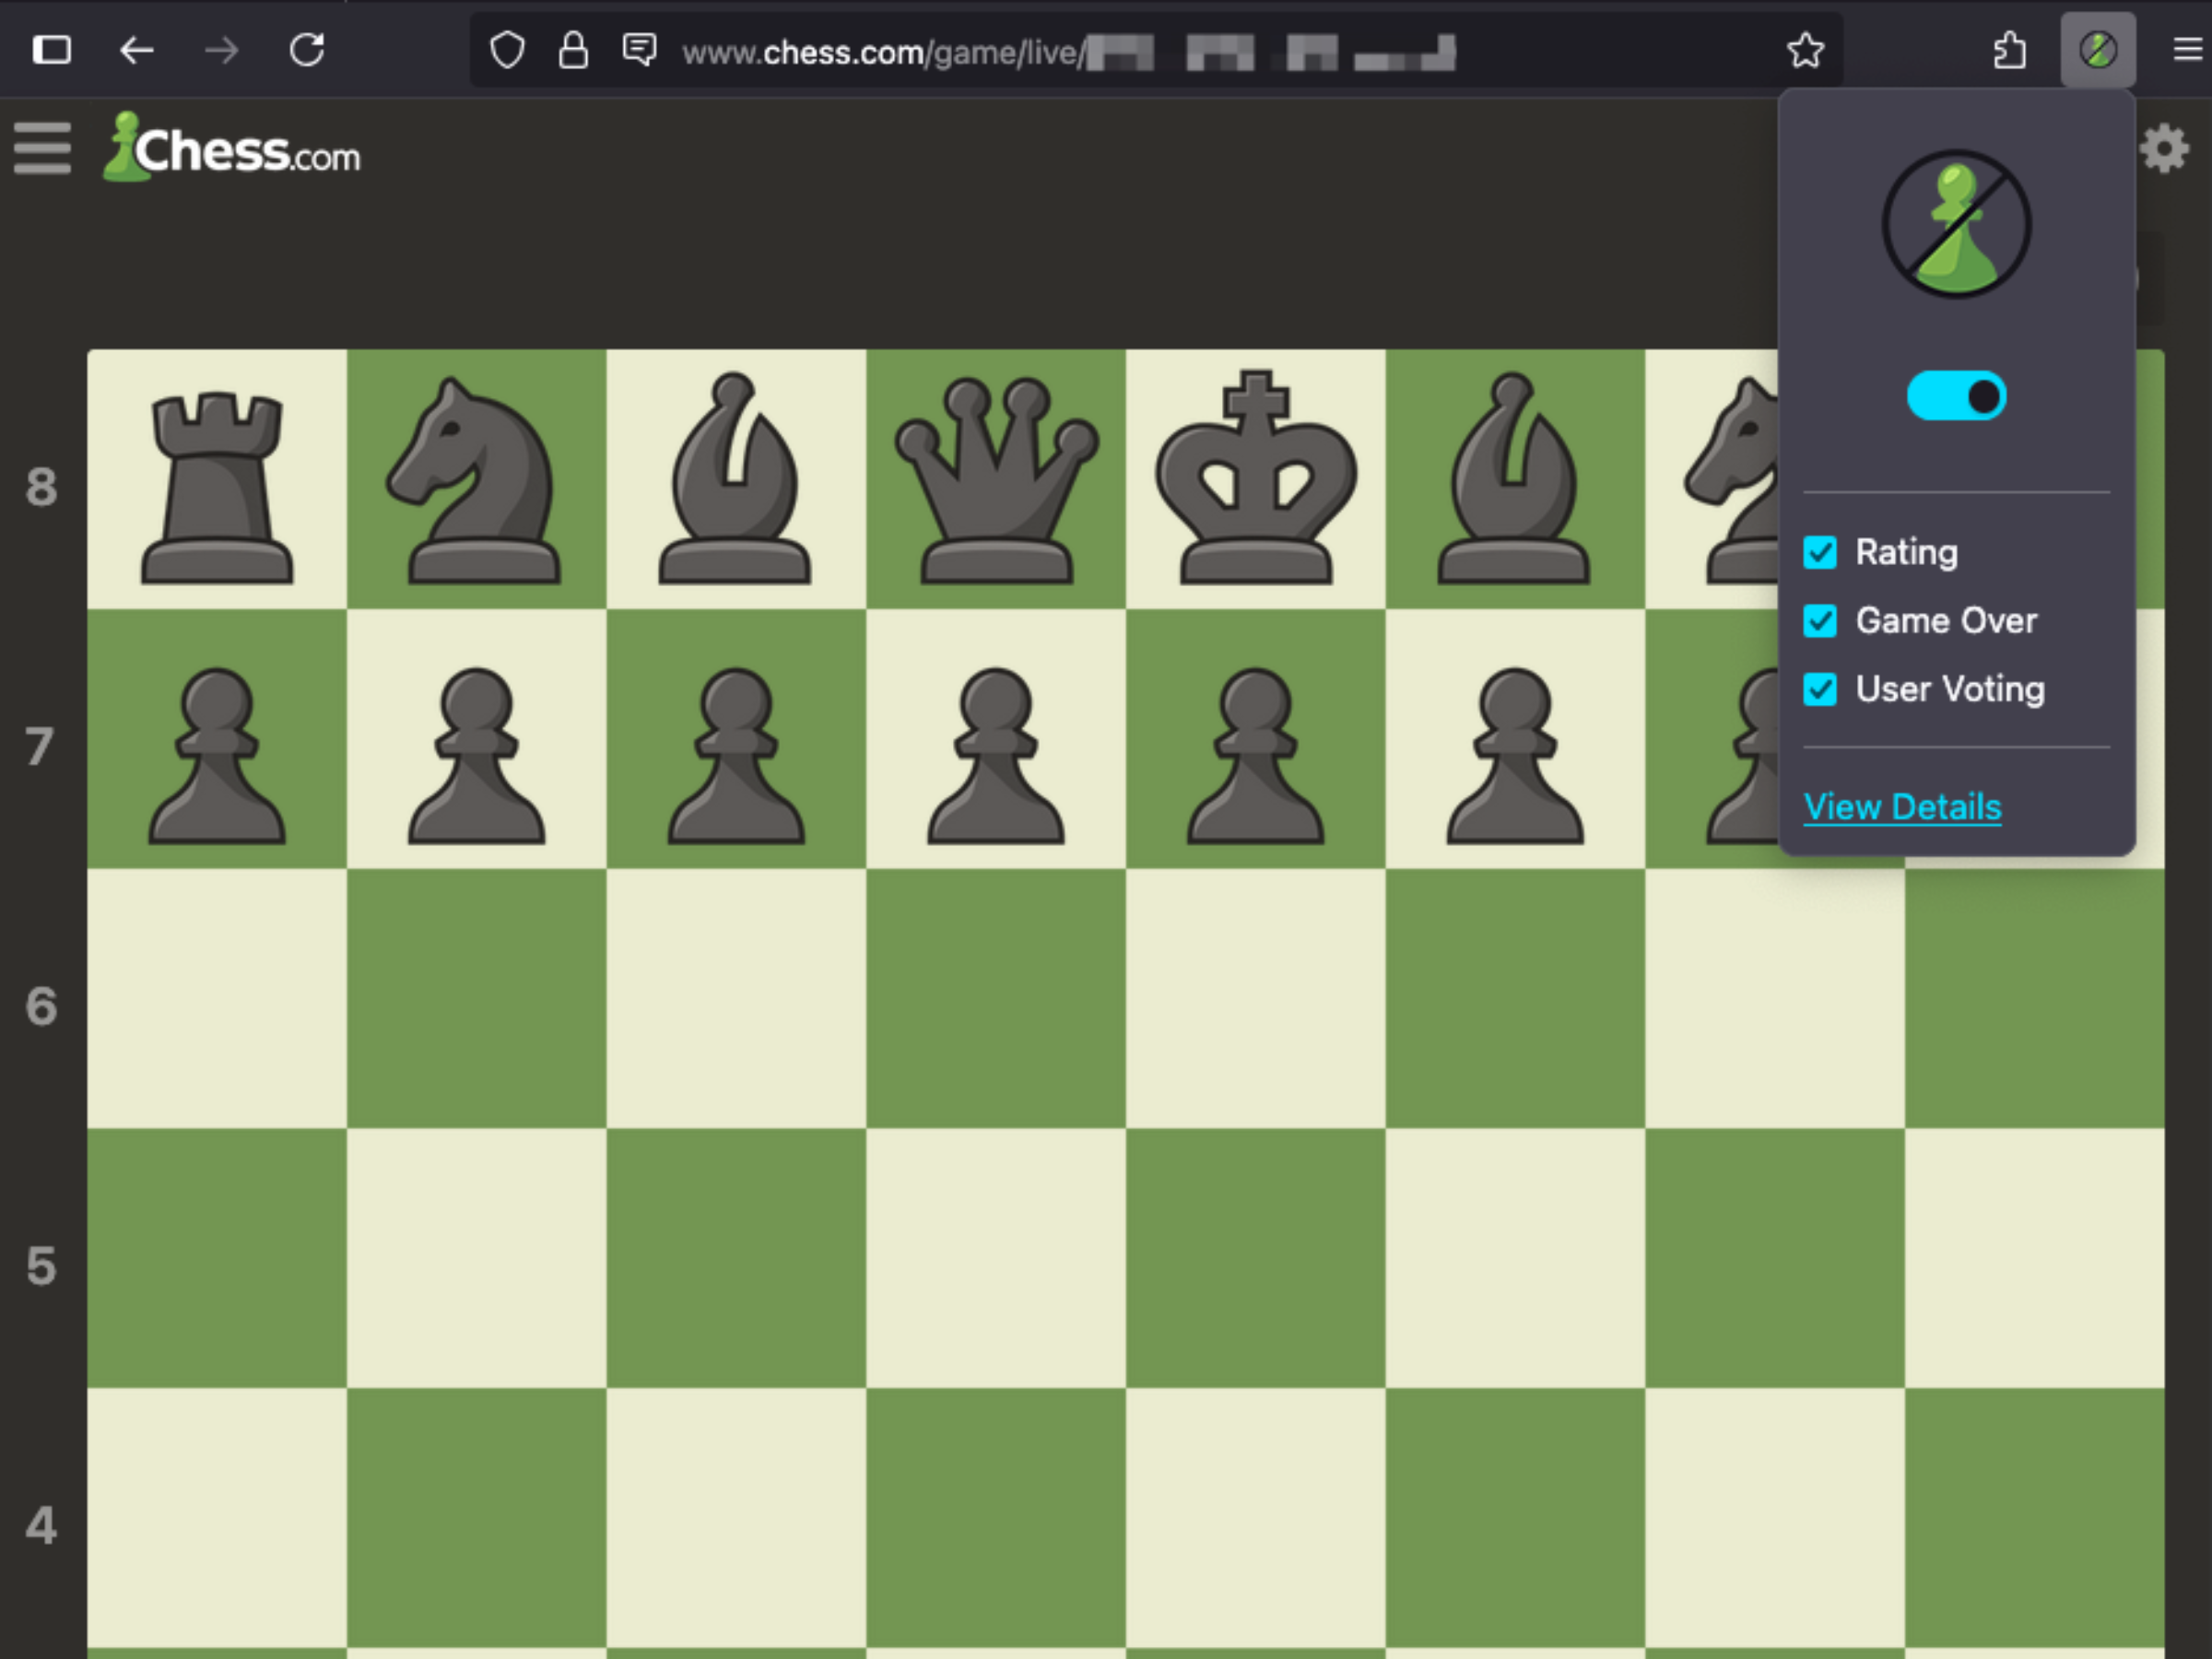 www.chess.com/game/live/
Chess.com
8
Rating
Game Over
User Voting
7
View Details
6
5
4